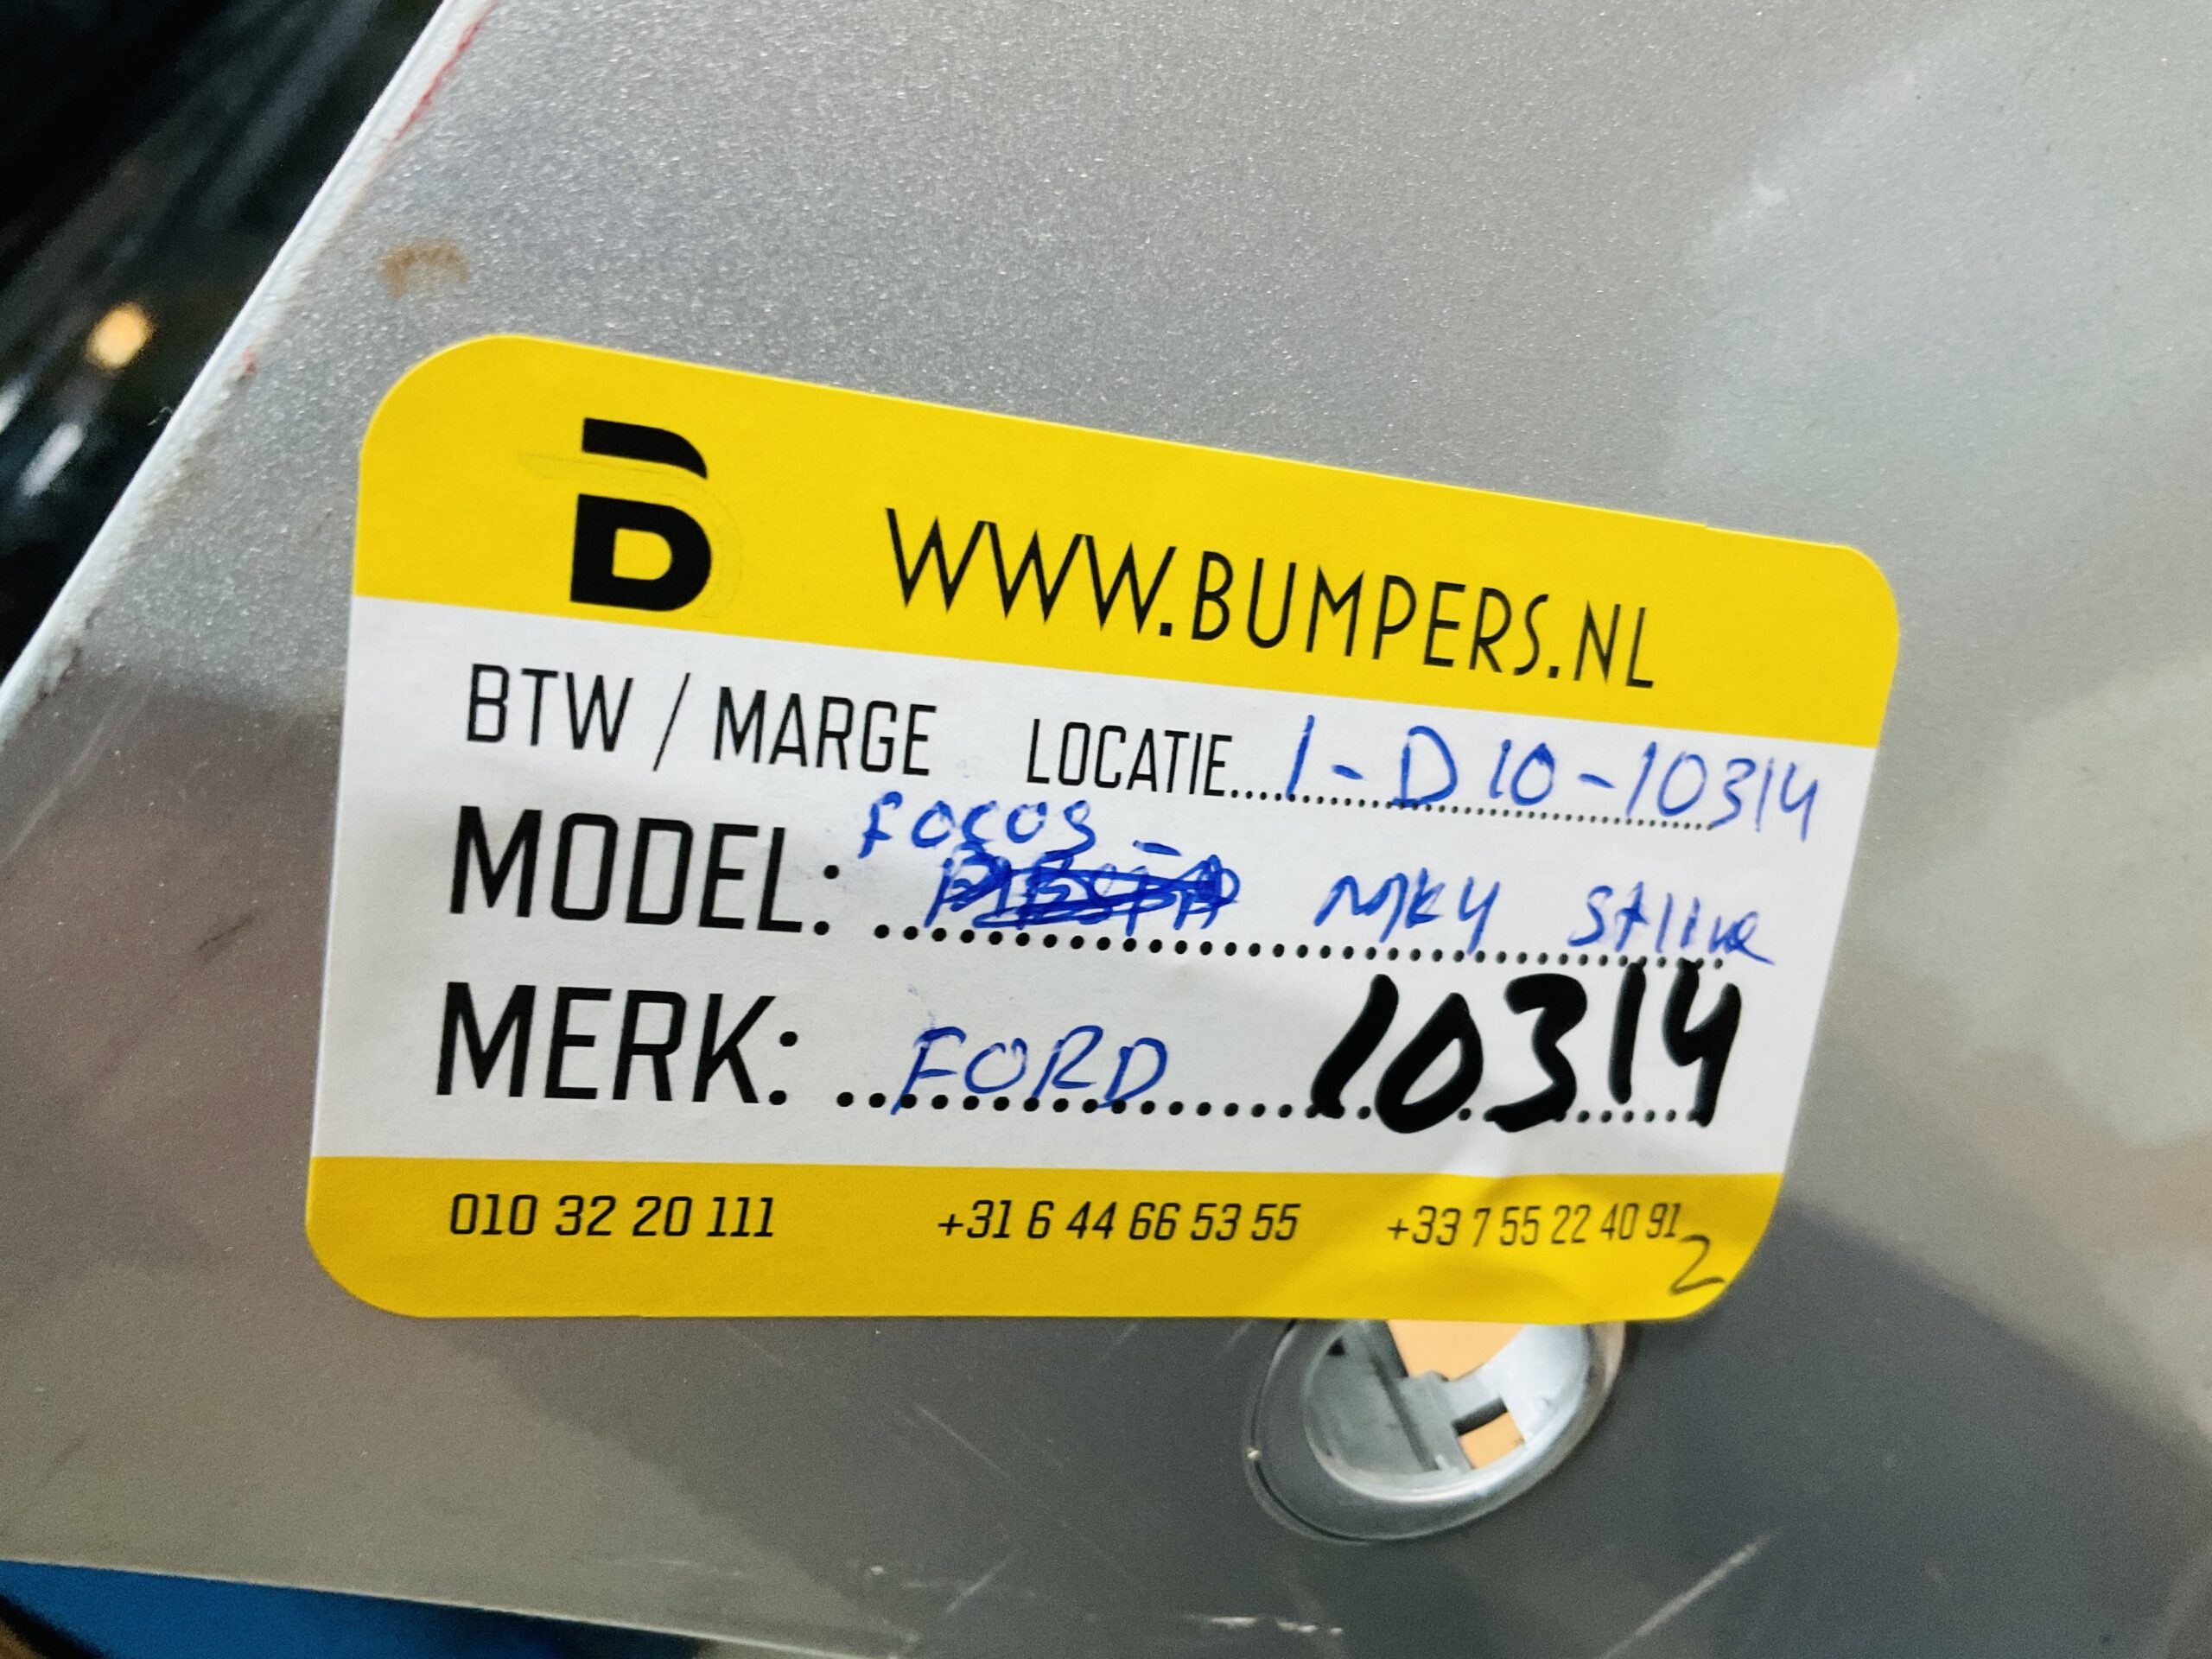 B WWW.BUMPERS.NL
BTW / MARGE LOCATIE...1-D10-10314
focos
MODEL: ... MK4 Stline
MERK: ...FORD 10314
010 32 20 111 +31 6 44 66 53 55 +33 7 55 22 40 91
2